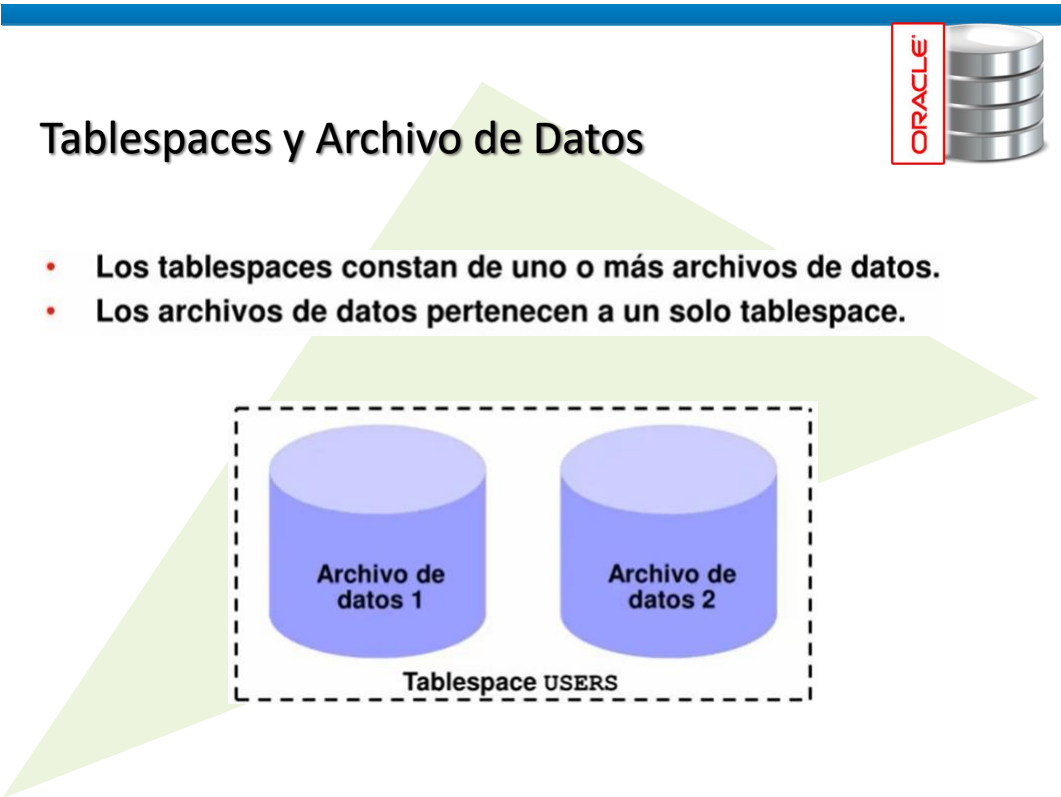 ORACLE
Tablespaces y Archivo de Datos
• Los tablespaces constan de uno o más archivos de datos.
• Los archivos de datos pertenecen a un solo tablespace.
Archivo de
datos 1
Archivo de
datos 2
Tablespace USERS